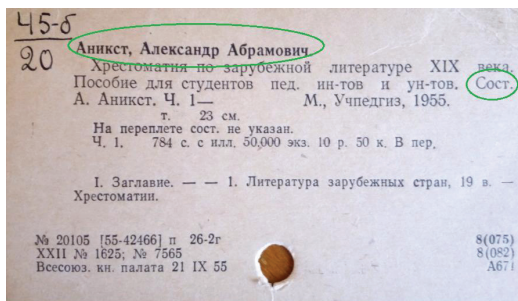 Ч5-б
20
Аникст, Александр Абрамович.
Хрестоматия по зарубежной литературе XIX века.
Пособие для студентов пед. ин-тов и ун-тов. Сост.
А. Аникст. Ч. 1— М., Учпедгиз, 1955.
т. 23 см.
На переплете сост. не указан.
Ч. 1. 784 с. с илл. 50,000 экз. 10 р. 50 к. В пер.
I. Заглавие. — — 1. Литература зарубежных стран, 19 в. —
Хрестоматии.
№ 20105 [55-42466] п 26-2г 8(075)
XXII № 1625; № 7565 8(082)
Всесоюз. кн. палата 21 IX 55 А671